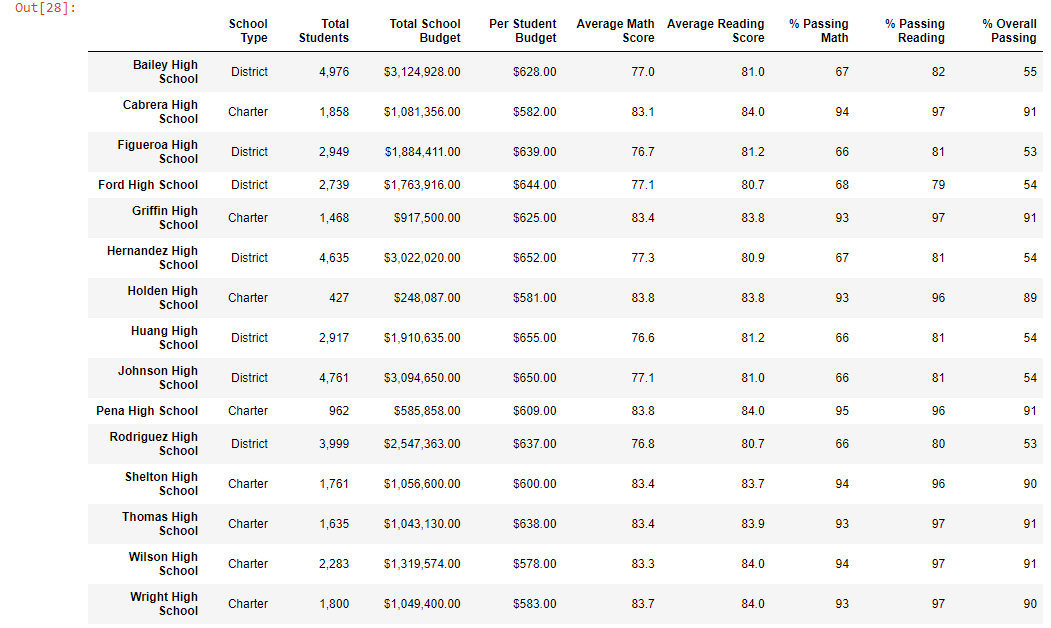 Out[28]:
School Type Total Students Total School Budget Per Student Budget Average Math Score Average Reading Score % Passing Math % Passing Reading % Overall Passing
Bailey High School District 4,976 $3,124,928.00 $628.00 77.0 81.0 67 82 55
Cabrera High School Charter 1,858 $1,081,356.00 $582.00 83.1 84.0 94 97 91
Figueroa High School District 2,949 $1,884,411.00 $639.00 76.7 81.2 66 81 53
Ford High School District 2,739 $1,763,916.00 $644.00 77.1 80.7 68 79 54
Griffin High School Charter 1,468 $917,500.00 $625.00 83.4 83.8 93 97 91
Hernandez High School District 4,635 $3,022,020.00 $652.00 77.3 80.9 67 81 54
Holden High School Charter 427 $248,087.00 $581.00 83.8 83.8 93 96 89
Huang High School District 2,917 $1,910,635.00 $655.00 76.6 81.2 66 81 54
Johnson High School District 4,761 $3,094,650.00 $650.00 77.1 81.0 66 81 54
Pena High School Charter 962 $585,858.00 $609.00 83.8 84.0 95 96 91
Rodriguez High School District 3,999 $2,547,363.00 $637.00 76.8 80.7 66 80 53
Shelton High School Charter 1,761 $1,056,600.00 $600.00 83.4 83.7 94 96 90
Thomas High School Charter 1,635 $1,043,130.00 $638.00 83.4 83.9 93 97 91
Wilson High School Charter 2,283 $1,319,574.00 $578.00 83.3 84.0 94 97 91
Wright High School Charter 1,800 $1,049,400.00 $583.00 83.7 84.0 93 97 90